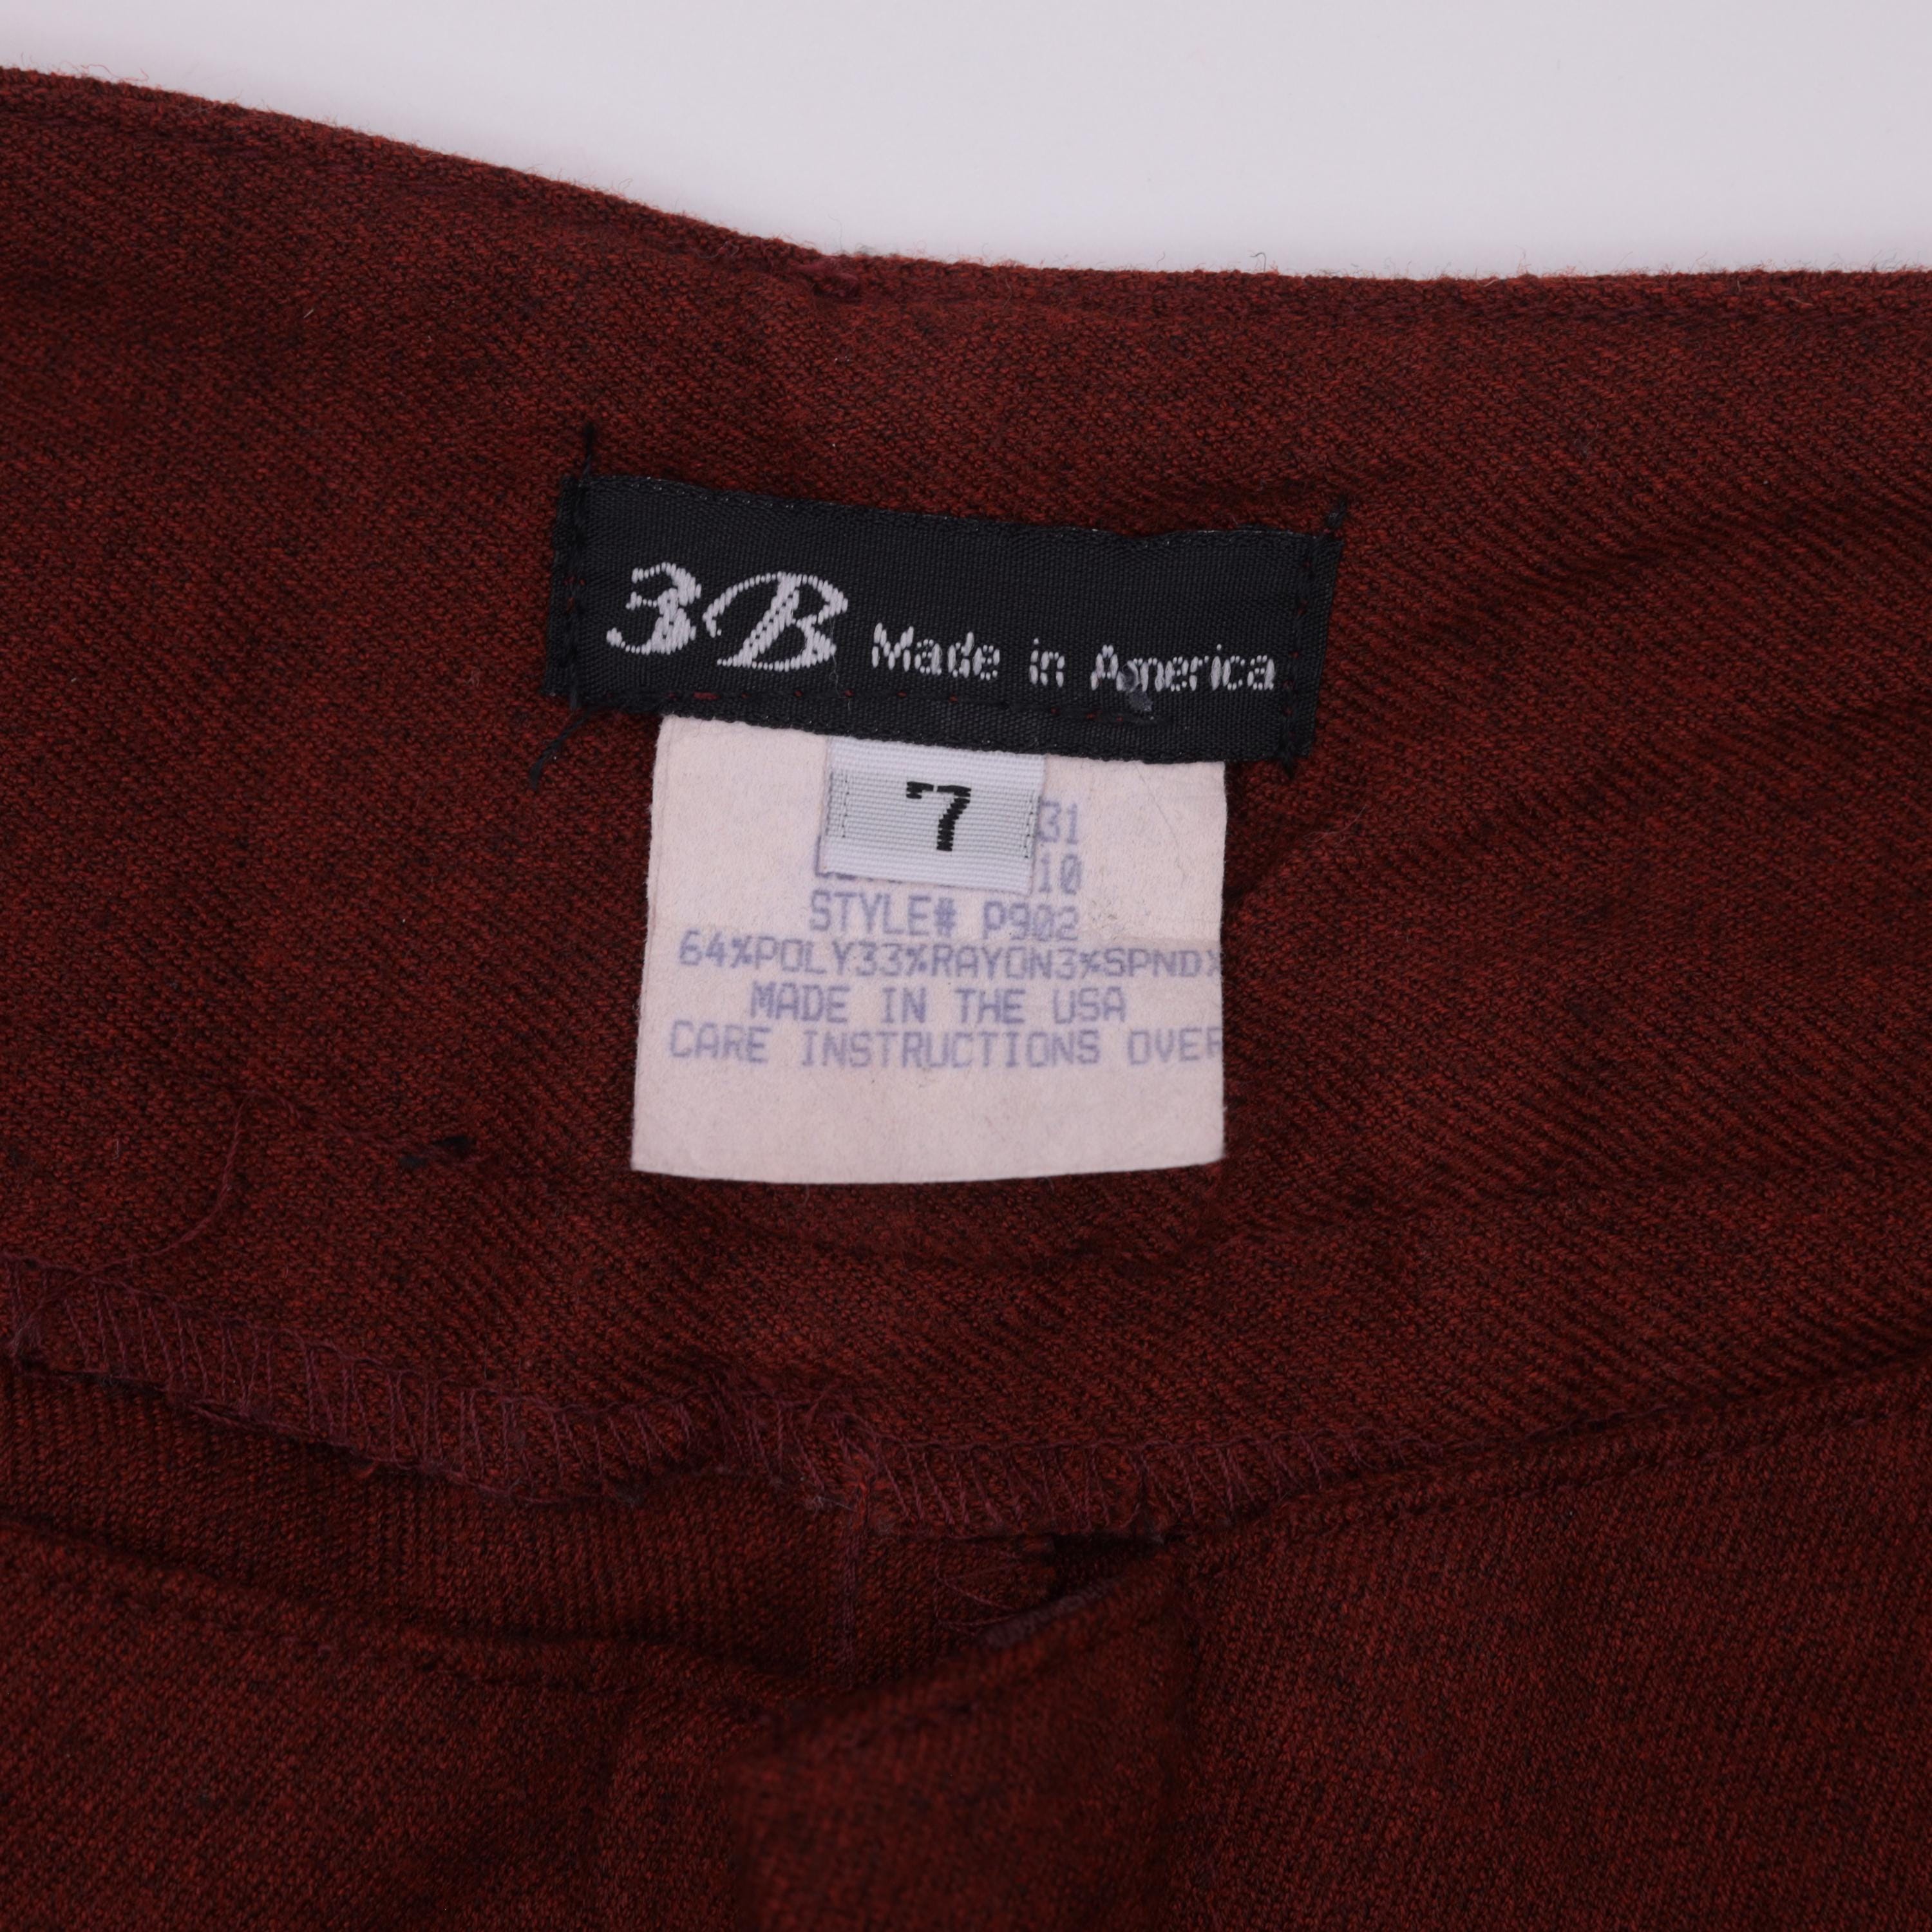 3B Made in America
7
31
10
STYLE# P902
64%POLY33%RAYON3%SPNDX
MADE IN THE USA
CARE INSTRUCTIONS OVER